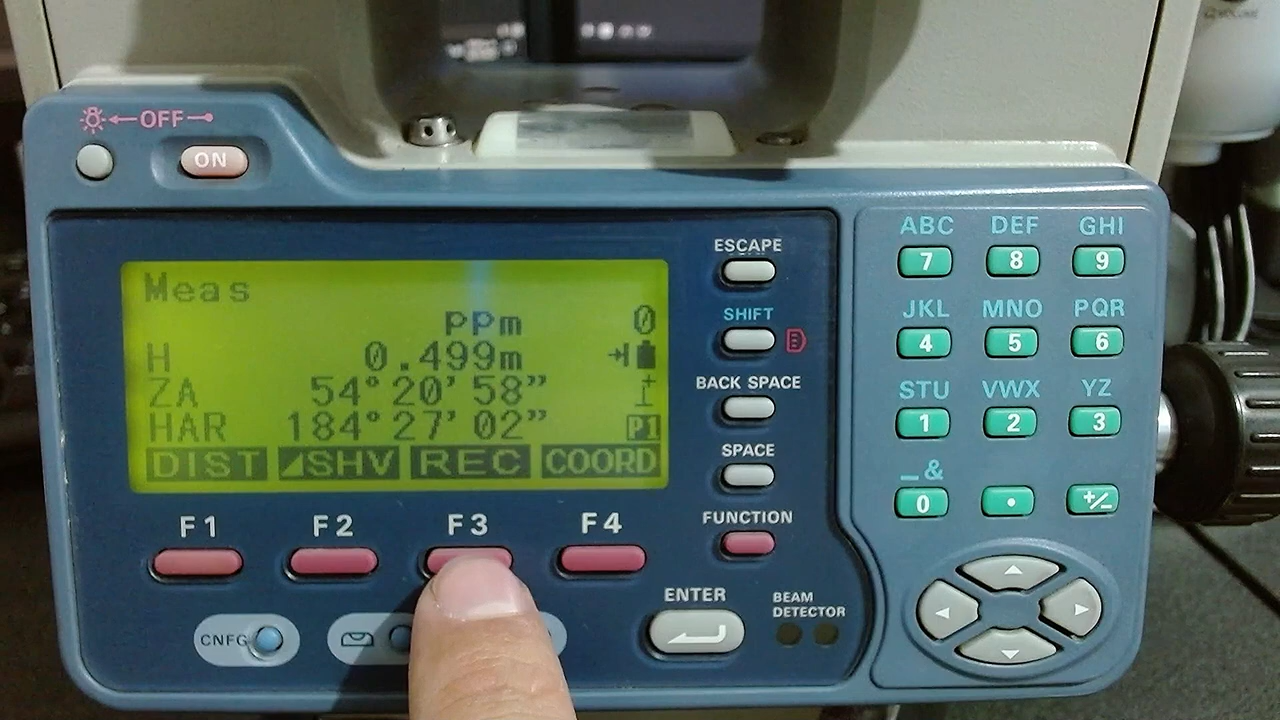 OFF
ON
Meas
ppm 0
H 0.499m
ZA 54°20'58"
HAR 184°27'02" P1
DIST ◢SHV REC COORD
F1 F2 F3 F4
CNFG
ESCAPE
SHIFT
BACK SPACE
SPACE
FUNCTION
ENTER
BEAM
DETECTOR
ABC DEF GHI
7 8 9
JKL MNO PQR
4 5 6
STU VWX YZ
1 2 3
_&
0 . +/−